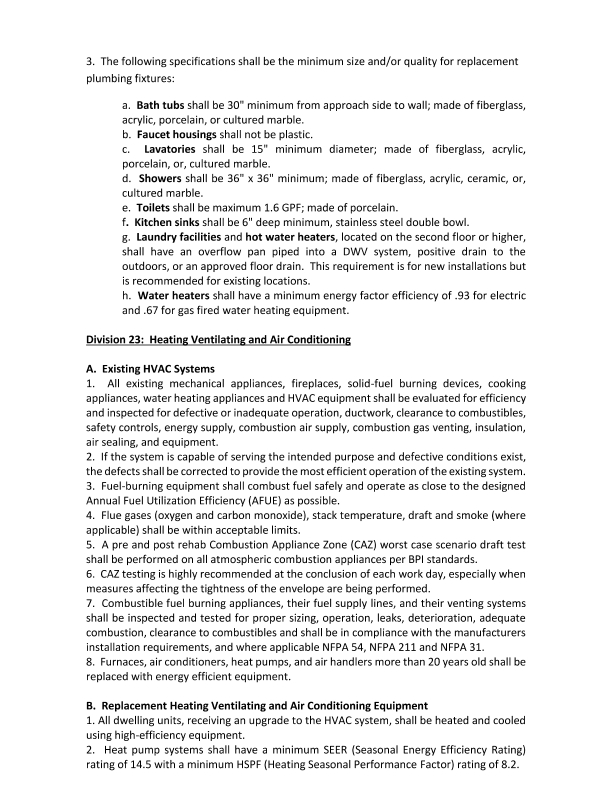 3. The following specifications shall be the minimum size and/or quality for replacement
plumbing fixtures:
a. Bath tubs shall be 30" minimum from approach side to wall; made of fiberglass,
acrylic, porcelain, or cultured marble.
b. Faucet housings shall not be plastic.
c. Lavatories shall be 15" minimum diameter; made of fiberglass, acrylic,
porcelain, or, cultured marble.
d. Showers shall be 36" x 36" minimum; made of fiberglass, acrylic, ceramic, or,
cultured marble.
e. Toilets shall be maximum 1.6 GPF; made of porcelain.
f. Kitchen sinks shall be 6" deep minimum, stainless steel double bowl.
g. Laundry facilities and hot water heaters, located on the second floor or higher,
shall have an overflow pan piped into a DWV system, positive drain to the
outdoors, or an approved floor drain. This requirement is for new installations but
is recommended for existing locations.
h. Water heaters shall have a minimum energy factor efficiency of .93 for electric
and .67 for gas fired water heating equipment.
Division 23: Heating Ventilating and Air Conditioning
A. Existing HVAC Systems
1. All existing mechanical appliances, fireplaces, solid-fuel burning devices, cooking
appliances, water heating appliances and HVAC equipment shall be evaluated for efficiency
and inspected for defective or inadequate operation, ductwork, clearance to combustibles,
safety controls, energy supply, combustion air supply, combustion gas venting, insulation,
air sealing, and equipment.
2. If the system is capable of serving the intended purpose and defective conditions exist,
the defects shall be corrected to provide the most efficient operation of the existing system.
3. Fuel-burning equipment shall combust fuel safely and operate as close to the designed
Annual Fuel Utilization Efficiency (AFUE) as possible.
4. Flue gases (oxygen and carbon monoxide), stack temperature, draft and smoke (where
applicable) shall be within acceptable limits.
5. A pre and post rehab Combustion Appliance Zone (CAZ) worst case scenario draft test
shall be performed on all atmospheric combustion appliances per BPI standards.
6. CAZ testing is highly recommended at the conclusion of each work day, especially when
measures affecting the tightness of the envelope are being performed.
7. Combustible fuel burning appliances, their fuel supply lines, and their venting systems
shall be inspected and tested for proper sizing, operation, leaks, deterioration, adequate
combustion, clearance to combustibles and shall be in compliance with the manufacturers
installation requirements, and where applicable NFPA 54, NFPA 211 and NFPA 31.
8. Furnaces, air conditioners, heat pumps, and air handlers more than 20 years old shall be
replaced with energy efficient equipment.
B. Replacement Heating Ventilating and Air Conditioning Equipment
1. All dwelling units, receiving an upgrade to the HVAC system, shall be heated and cooled
using high-efficiency equipment.
2. Heat pump systems shall have a minimum SEER (Seasonal Energy Efficiency Rating)
rating of 14.5 with a minimum HSPF (Heating Seasonal Performance Factor) rating of 8.2.